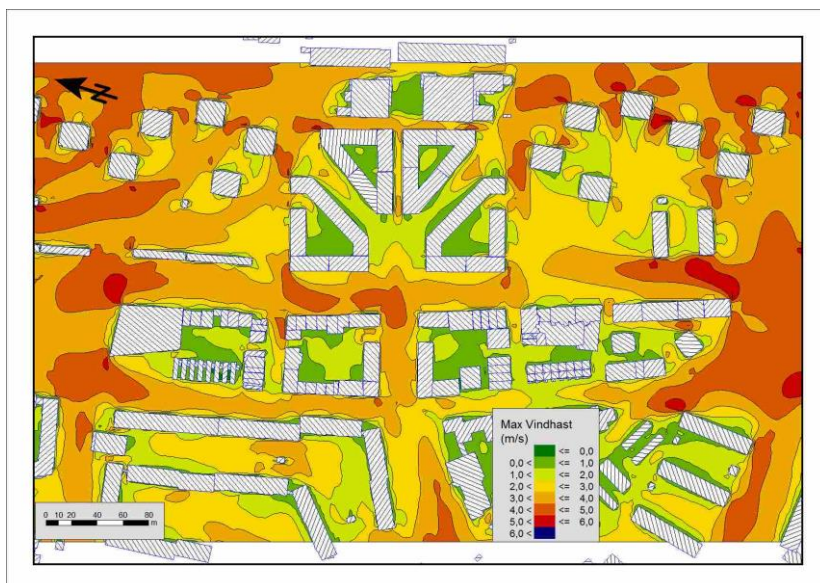 N
Max Vindhast
(m/s)
<= 0,0
0,0 < <= 1,0
1,0 < <= 2,0
2,0 < <= 3,0
3,0 < <= 4,0
4,0 < <= 5,0
5,0 < <= 6,0
6,0 <
0 10 20 40 60 80
m